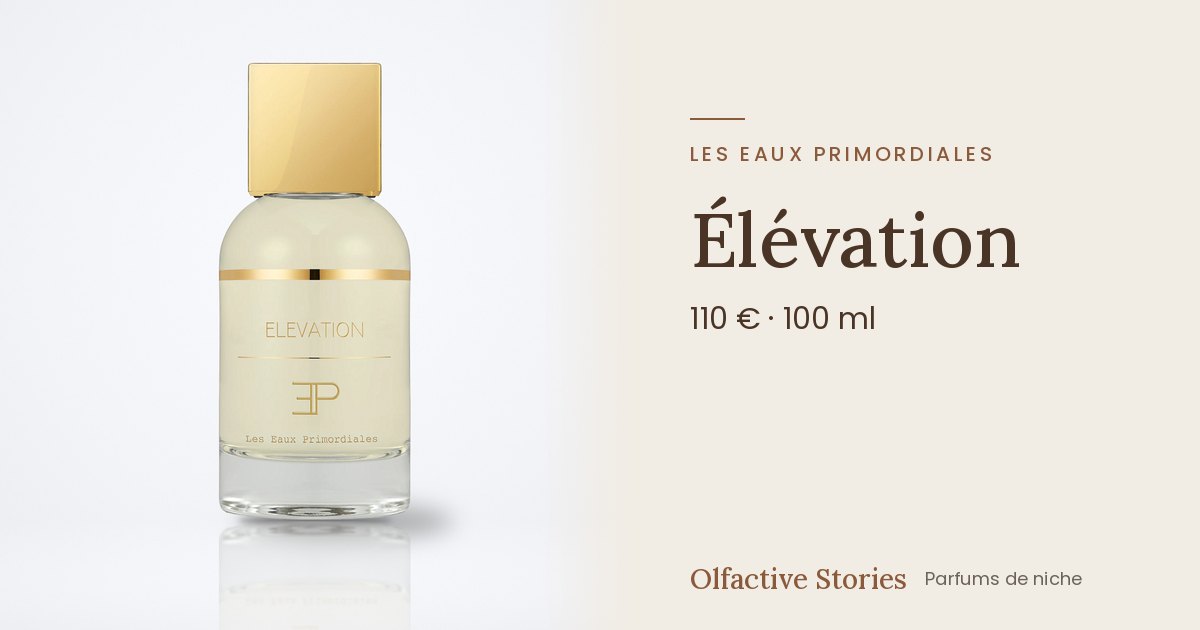 ELEVATION
EP
Les Eaux Primordiales
LES EAUX PRIMORDIALES
Élévation
110 € · 100 ml
Olfactive Stories Parfums de niche